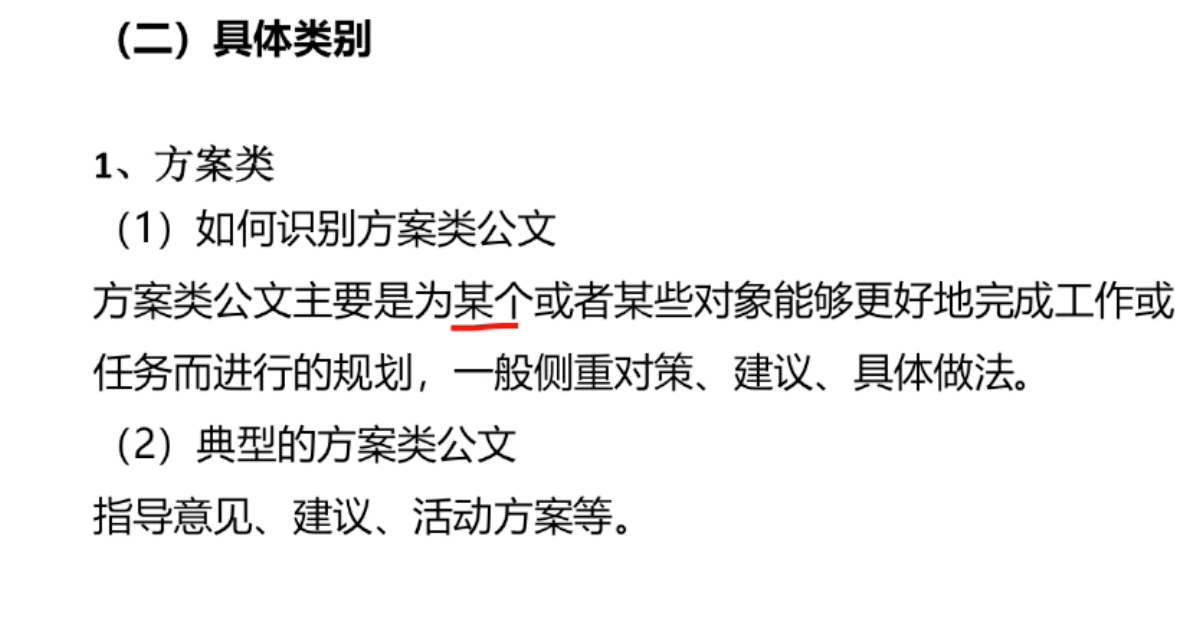 （二）具体类别
1、方案类
（1）如何识别方案类公文
方案类公文主要是为某个或者某些对象能够更好地完成工作或
任务而进行的规划，一般侧重对策、建议、具体做法。
（2）典型的方案类公文
指导意见、建议、活动方案等。